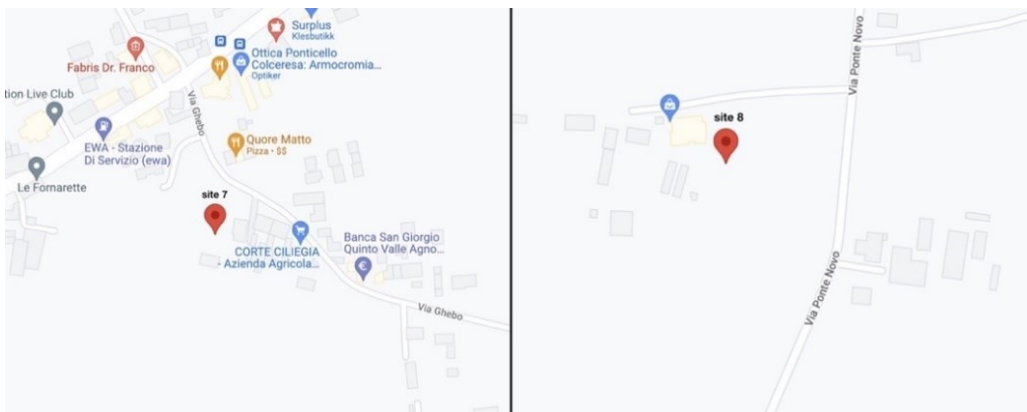 Surplus
Klesbutikk
Ottica Ponticello
Colceresa: Armocromia...
Optiker
Fabris Dr. Franco
tion Live Club
Via Ghebo
EWA - Stazione
Di Servizio (ewa)
Quore Matto
Pizza • $$
Le Fornarette
site 7
CORTE CILIEGIA
- Azienda Agricola...
Banca San Giorgio
Quinto Valle Agno...
€
Via Ghebo
Via Ponte Novo
site 8
Via Ponte Novo